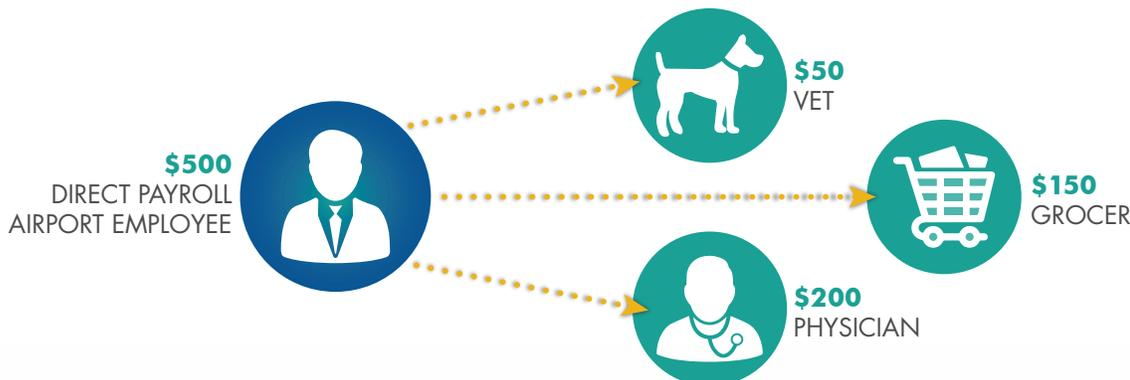 $500
DIRECT PAYROLL
AIRPORT EMPLOYEE
$50
VET
$150
GROCER
$200
PHYSICIAN